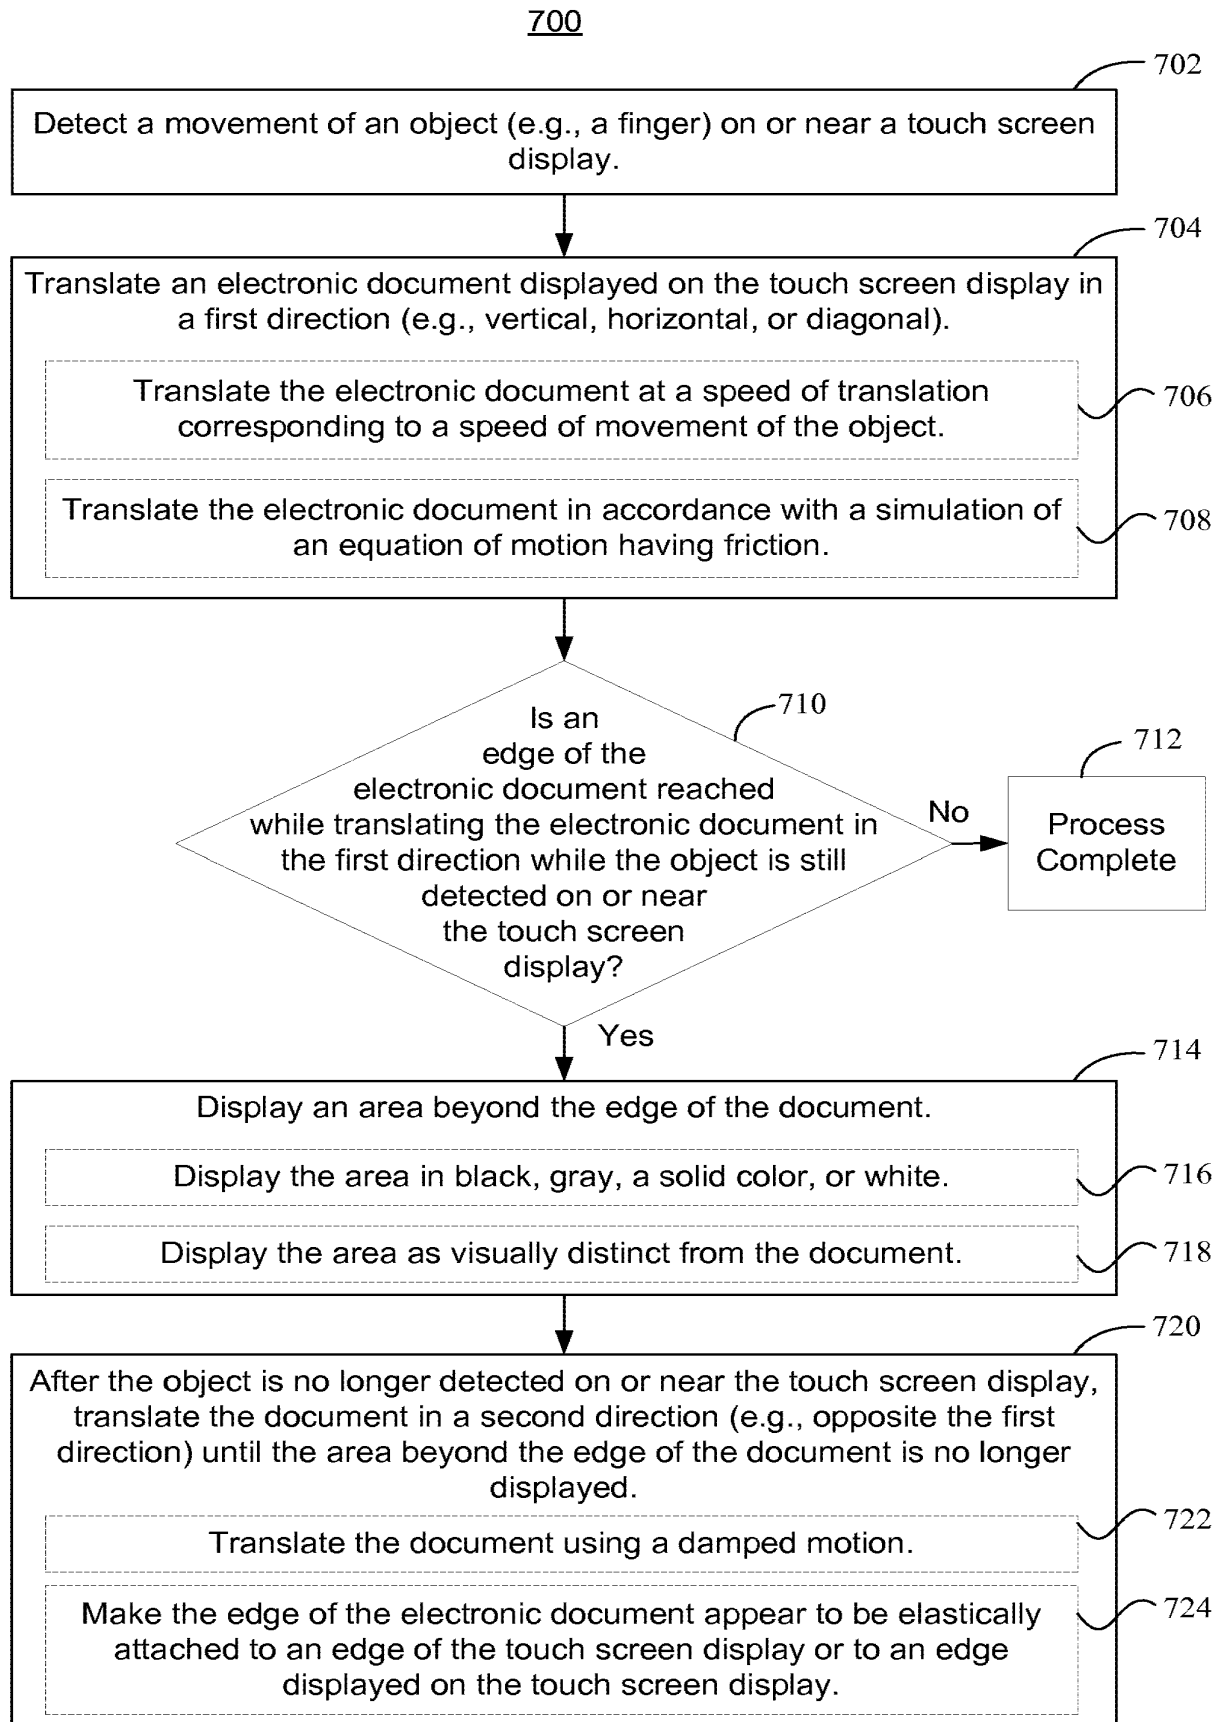 700
702
Detect a movement of an object (e.g., a finger) on or near a touch screen
display.
704
Translate an electronic document displayed on the touch screen display in
a first direction (e.g., vertical, horizontal, or diagonal).
Translate the electronic document at a speed of translation
corresponding to a speed of movement of the object.
706
Translate the electronic document in accordance with a simulation of
an equation of motion having friction.
708
710
Is an
edge of the
electronic document reached
while translating the electronic document in
the first direction while the object is still
detected on or near
the touch screen
display?
No
712
Process
Complete
Yes
714
Display an area beyond the edge of the document.
Display the area in black, gray, a solid color, or white.
716
Display the area as visually distinct from the document.
718
720
After the object is no longer detected on or near the touch screen display,
translate the document in a second direction (e.g., opposite the first
direction) until the area beyond the edge of the document is no longer
displayed.
Translate the document using a damped motion.
722
Make the edge of the electronic document appear to be elastically
attached to an edge of the touch screen display or to an edge
displayed on the touch screen display.
724